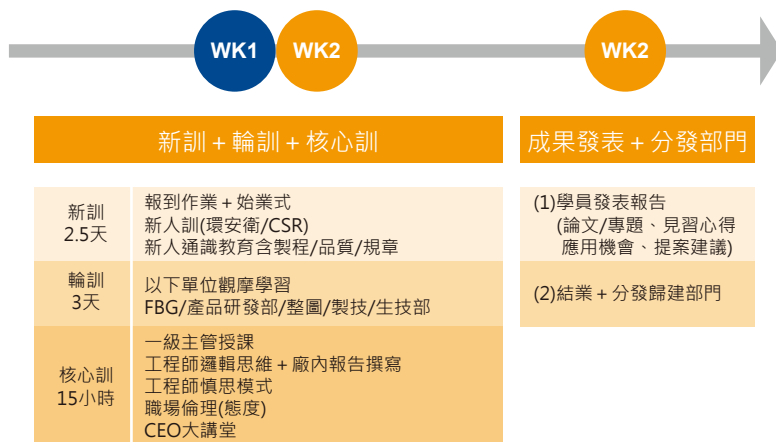 WK1
WK2
WK2
新訓+輪訓+核心訓
成果發表+分發部門
新訓
2.5天
報到作業+始業式
新人訓(環安衛/CSR)
新人通識教育含製程/品質/規章
輪訓
3天
以下單位觀摩學習
FBG/產品研發部/整圖/製技/生技部
核心訓
15小時
一級主管授課
工程師邏輯思維+廠內報告撰寫
工程師慎思模式
職場倫理(態度)
CEO大講堂
(1)學員發表報告
(論文/專題、見習心得
應用機會、提案建議)
(2)結業+分發歸建部門